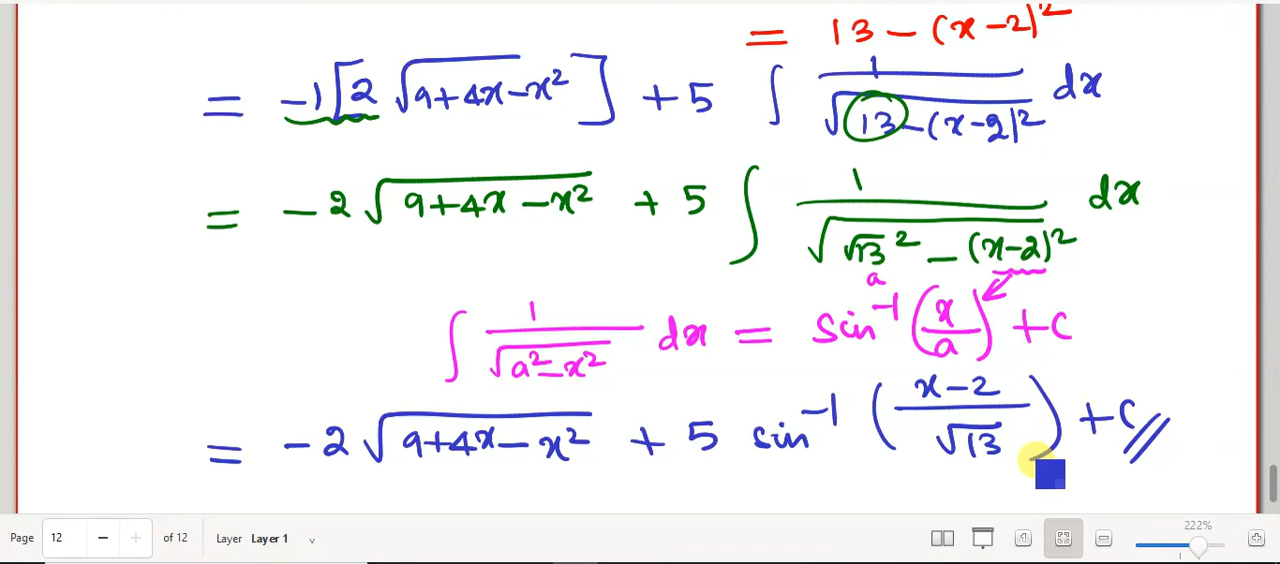 = 13 - (x-2)²
= -1[2 √(9+4x-x²)] + 5 ∫ 1/√(13-(x-2)²) dx
= -2√(9+4x-x²) + 5 ∫ 1/√(√13² - (x-2)²) dx
a
∫ 1/√(a²-x²) dx = sin⁻¹(x/a) + c
= -2√(9+4x-x²) + 5 sin⁻¹((x-2)/√13) + c //
Page 12 - + of 12 Layer Layer 1 222%